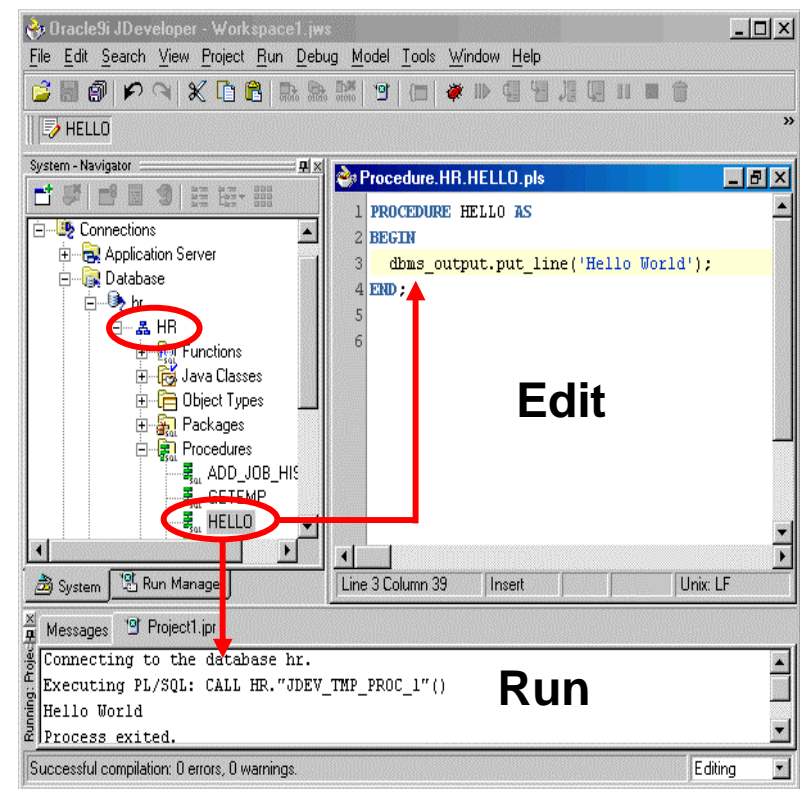 Oracle9i JDeveloper - Workspace1.jws
File Edit Search View Project Run Debug Model Tools Window Help
HELLO
System - Navigator
Connections
Application Server
Database
hr
HR
Functions
Java Classes
Object Types
Packages
Procedures
ADD_JOB_HIS
GETEMP
HELLO
System Run Manager
Procedure.HR.HELLO.pls
1 PROCEDURE HELLO AS
2 BEGIN
3 dbms_output.put_line('Hello World');
4 END;
5
6
Edit
Line 3 Column 39 Insert Unix: LF
Messages Project1.jpr
Running: Projec
Connecting to the database hr.
Executing PL/SQL: CALL HR."JDEV_TMP_PROC_1"()
Hello World
Process exited.
Run
Successful compilation: 0 errors, 0 warnings. Editing